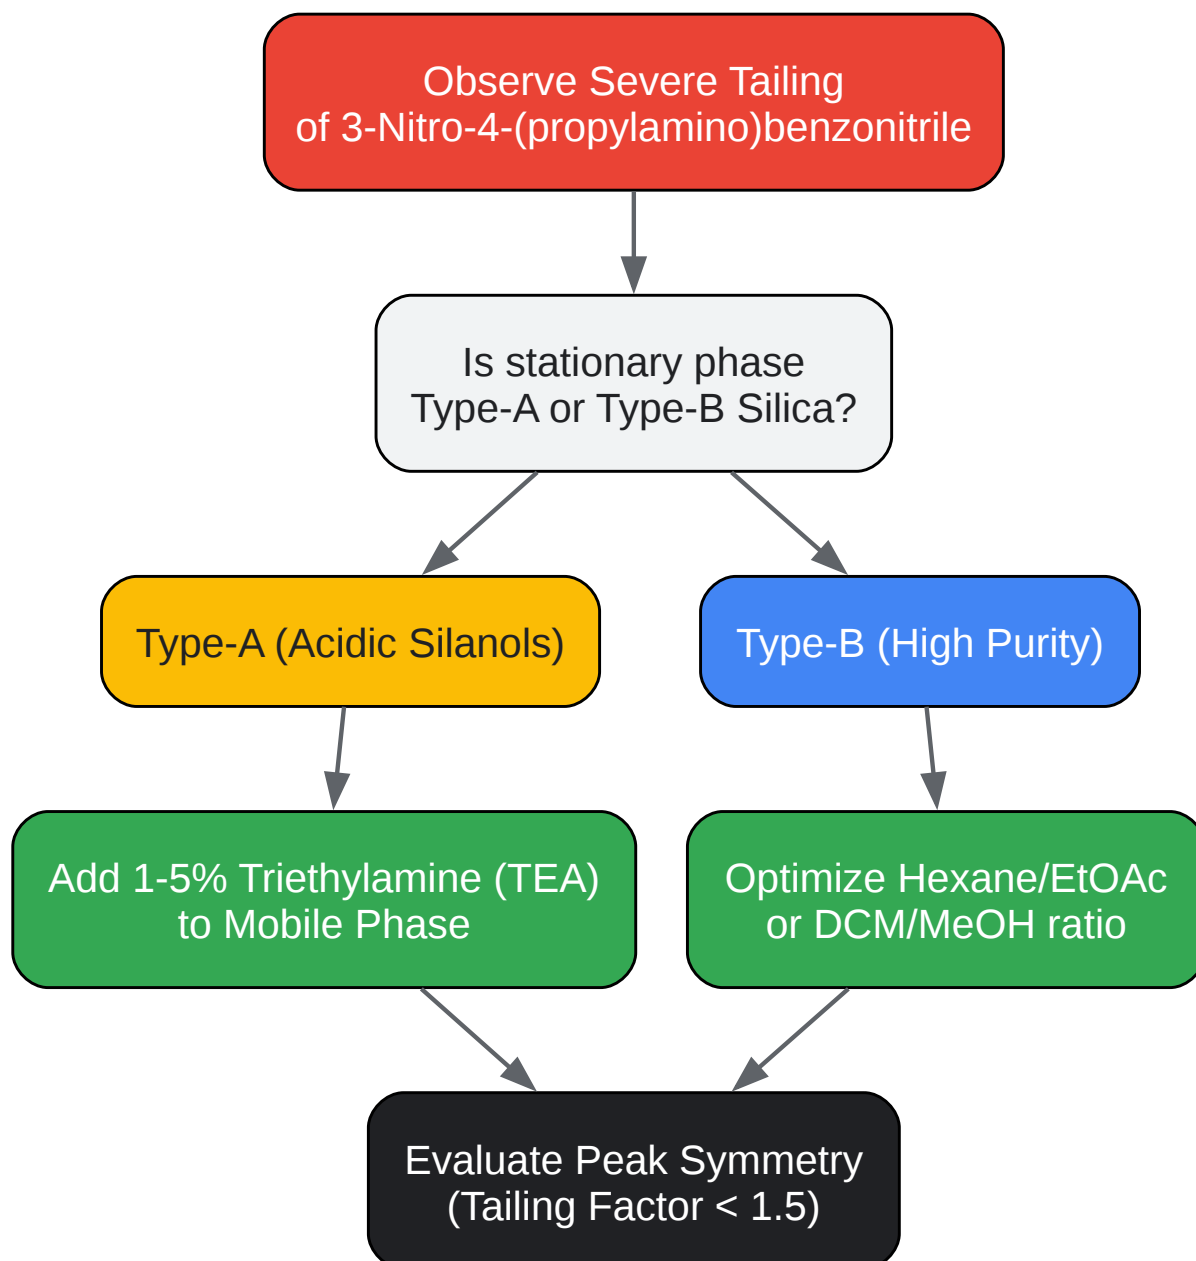 Observe Severe Tailing
of 3-Nitro-4-(propylamino)benzonitrile
Is stationary phase
Type-A or Type-B Silica?
Type-A (Acidic Silanols)
Type-B (High Purity)
Add 1-5% Triethylamine (TEA)
to Mobile Phase
Optimize Hexane/EtOAc
or DCM/MeOH ratio
Evaluate Peak Symmetry
(Tailing Factor < 1.5)